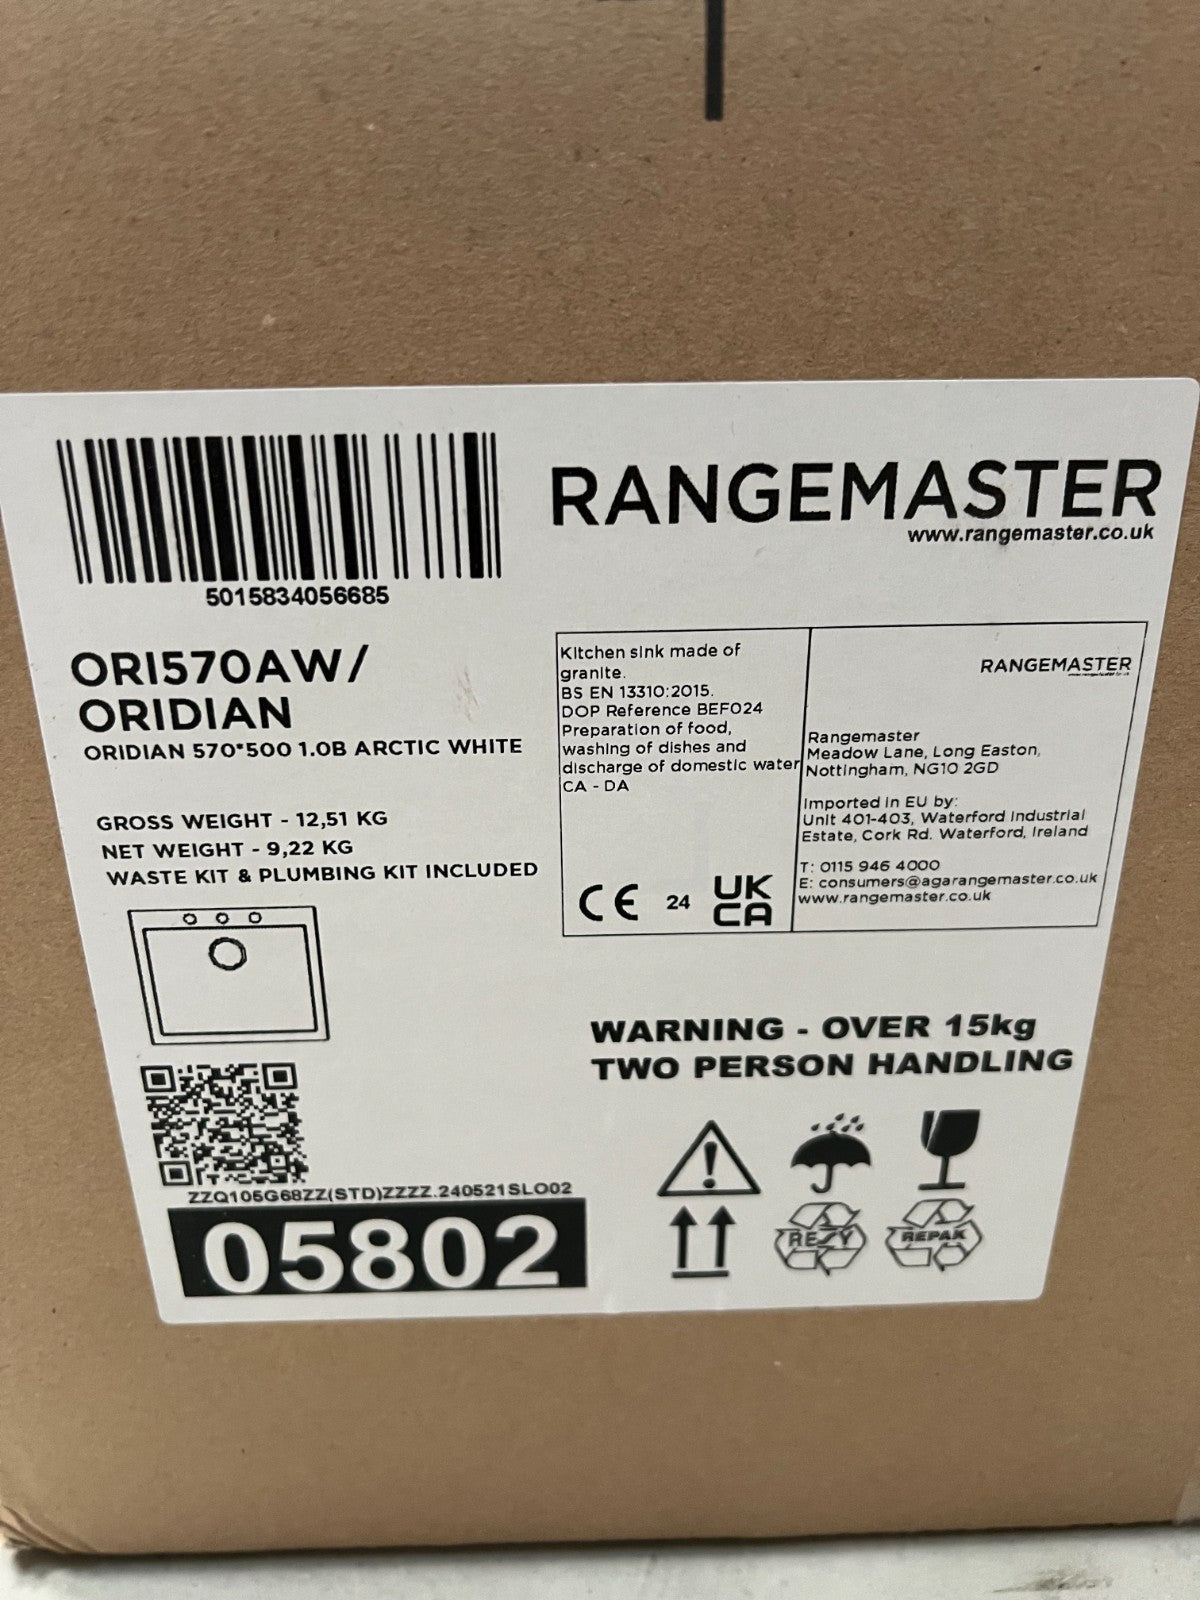 RANGEMASTER
www.rangemaster.co.uk
5015834056685
ORI570AW/
ORIDIAN
ORIDIAN 570*500 1.0B ARCTIC WHITE
GROSS WEIGHT - 12,51 KG
NET WEIGHT - 9,22 KG
WASTE KIT & PLUMBING KIT INCLUDED
Kitchen sink made of
granite.
BS EN 13310:2015.
DOP Reference BEF024
Preparation of food,
washing of dishes and
discharge of domestic water
CA - DA
CE 24 UK
CA
RANGEMASTER
Rangemaster
Meadow Lane, Long Easton,
Nottingham, NG10 2GD
Imported in EU by:
Unit 401-403, Waterford Industrial
Estate, Cork Rd. Waterford, Ireland
T: 0115 946 4000
E: consumers@agarangemaster.co.uk
www.rangemaster.co.uk
WARNING - OVER 15kg
TWO PERSON HANDLING
RESY
REPAK
ZZQ105G68ZZ(STD)ZZZZ.240521SLO02
05802